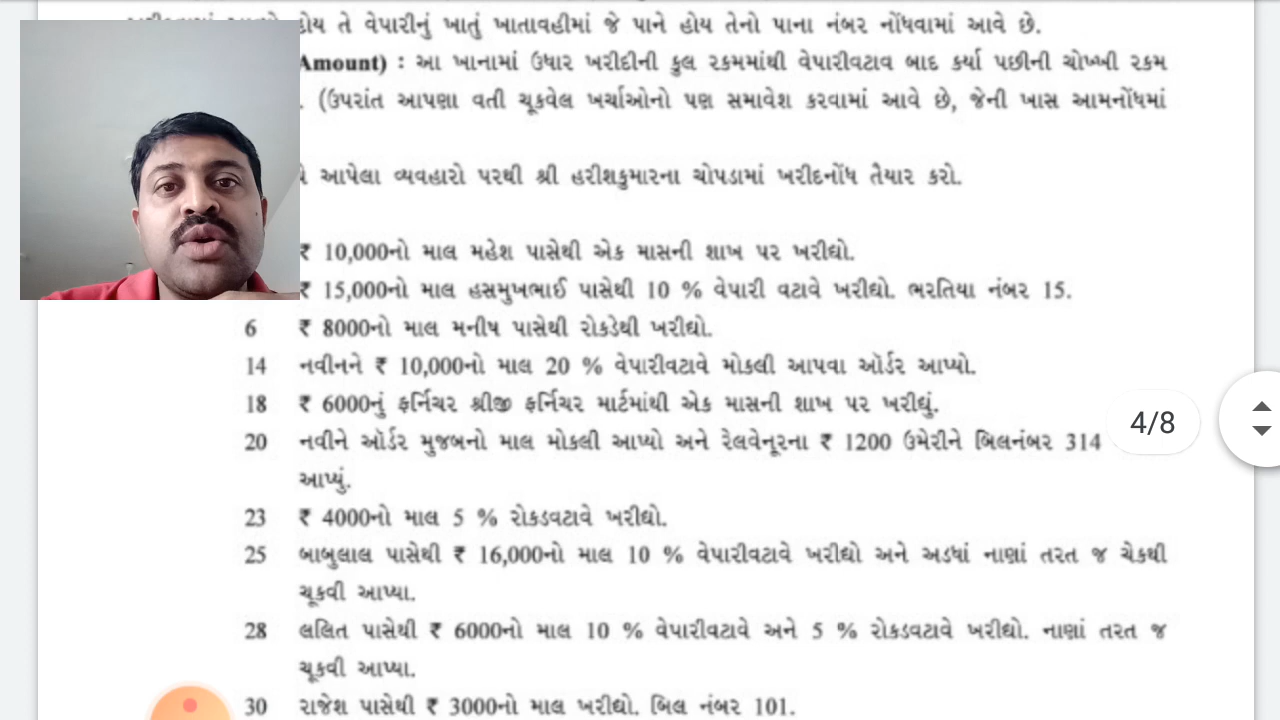 હોય તે વેપારીનું ખાતું ખાતાવહીમાં જે પાને હોય તેનો પાના નંબર નોંધવામાં આવે છે.
Amount) : આ ખાનામાં ઉધાર ખરીદીની કુલ રકમમાંથી વેપારીવટાવ બાદ કર્યા પછીની ચોખ્ખી રકમ
. (ઉપરાંત આપણા વતી ચૂકવેલ ખર્ચાઓનો પણ સમાવેશ કરવામાં આવે છે, જેની ખાસ આમનોંધમાં
આપેલા વ્યવહારો પરથી શ્રી હરીશકુમારના ચોપડામાં ખરીદનોંધ તૈયાર કરો.
₹ 10,000નો માલ મહેશ પાસેથી એક માસની શાખ પર ખરીદ્યો.
₹ 15,000નો માલ હસમુખભાઈ પાસેથી 10 % વેપારી વટાવે ખરીદ્યો. ભરતિયા નંબર 15.
6 ₹ 8000નો માલ મનીષ પાસેથી રોકડેથી ખરીદ્યો.
14 નવીનને ₹ 10,000નો માલ 20 % વેપારીવટાવે મોકલી આપવા ઑર્ડર આપ્યો.
18 ₹ 6000નું ફર્નિચર શ્રીજી ફર્નિચર માર્ટમાંથી એક માસની શાખ પર ખરીદ્યું.
20 નવીને ઑર્ડર મુજબનો માલ મોકલી આપ્યો અને રેલવેનૂરના ₹ 1200 ઉમેરીને બિલનંબર 314
આપ્યું.
4/8
23 ₹ 4000નો માલ 5 % રોકડવટાવે ખરીદ્યો.
25 બાબુલાલ પાસેથી ₹ 16,000નો માલ 10 % વેપારીવટાવે ખરીદ્યો અને અડધાં નાણાં તરત જ ચેકથી
ચૂકવી આપ્યા.
28 લલિત પાસેથી ₹ 6000નો માલ 10 % વેપારીવટાવે અને 5 % રોકડવટાવે ખરીદ્યો. નાણાં તરત જ
ચૂકવી આપ્યા.
30 રાજેશ પાસેથી ₹ 3000નો માલ ખરીદ્યો. બિલ નંબર 101.